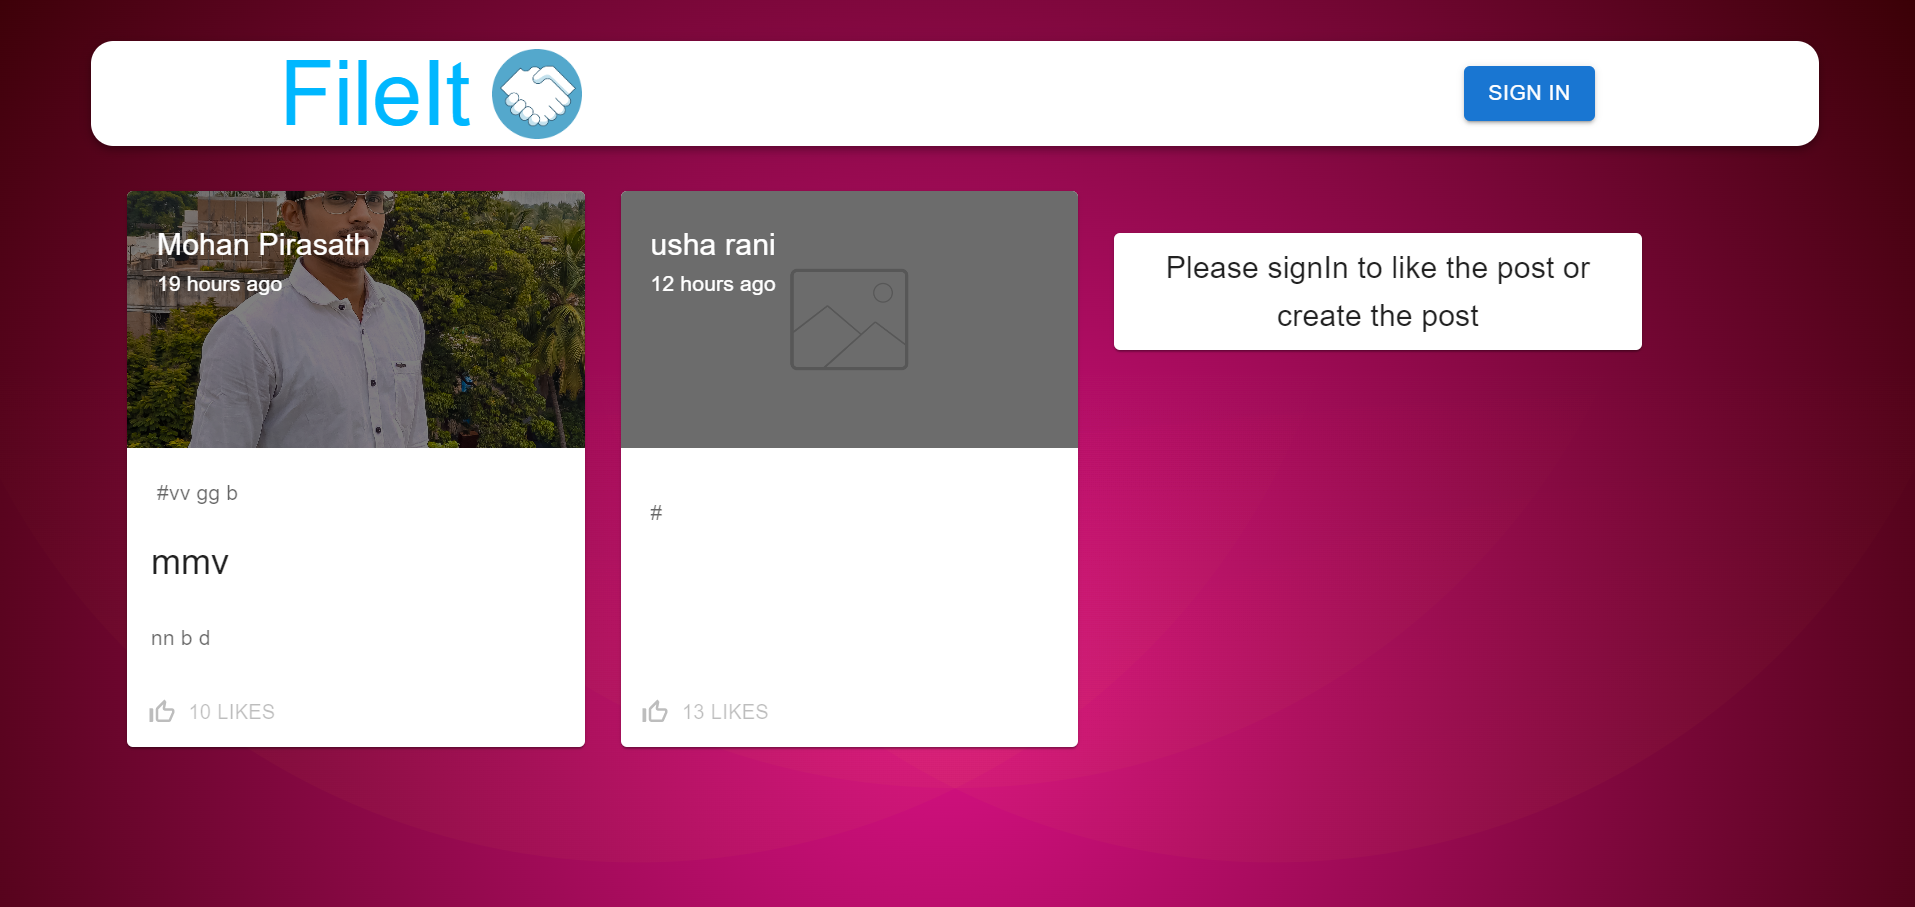 FileIt
SIGN IN
Mohan Pirasath
19 hours ago
#vv gg b
mmv
nn b d
10 LIKES
usha rani
12 hours ago
#
13 LIKES
Please signIn to like the post or
create the post